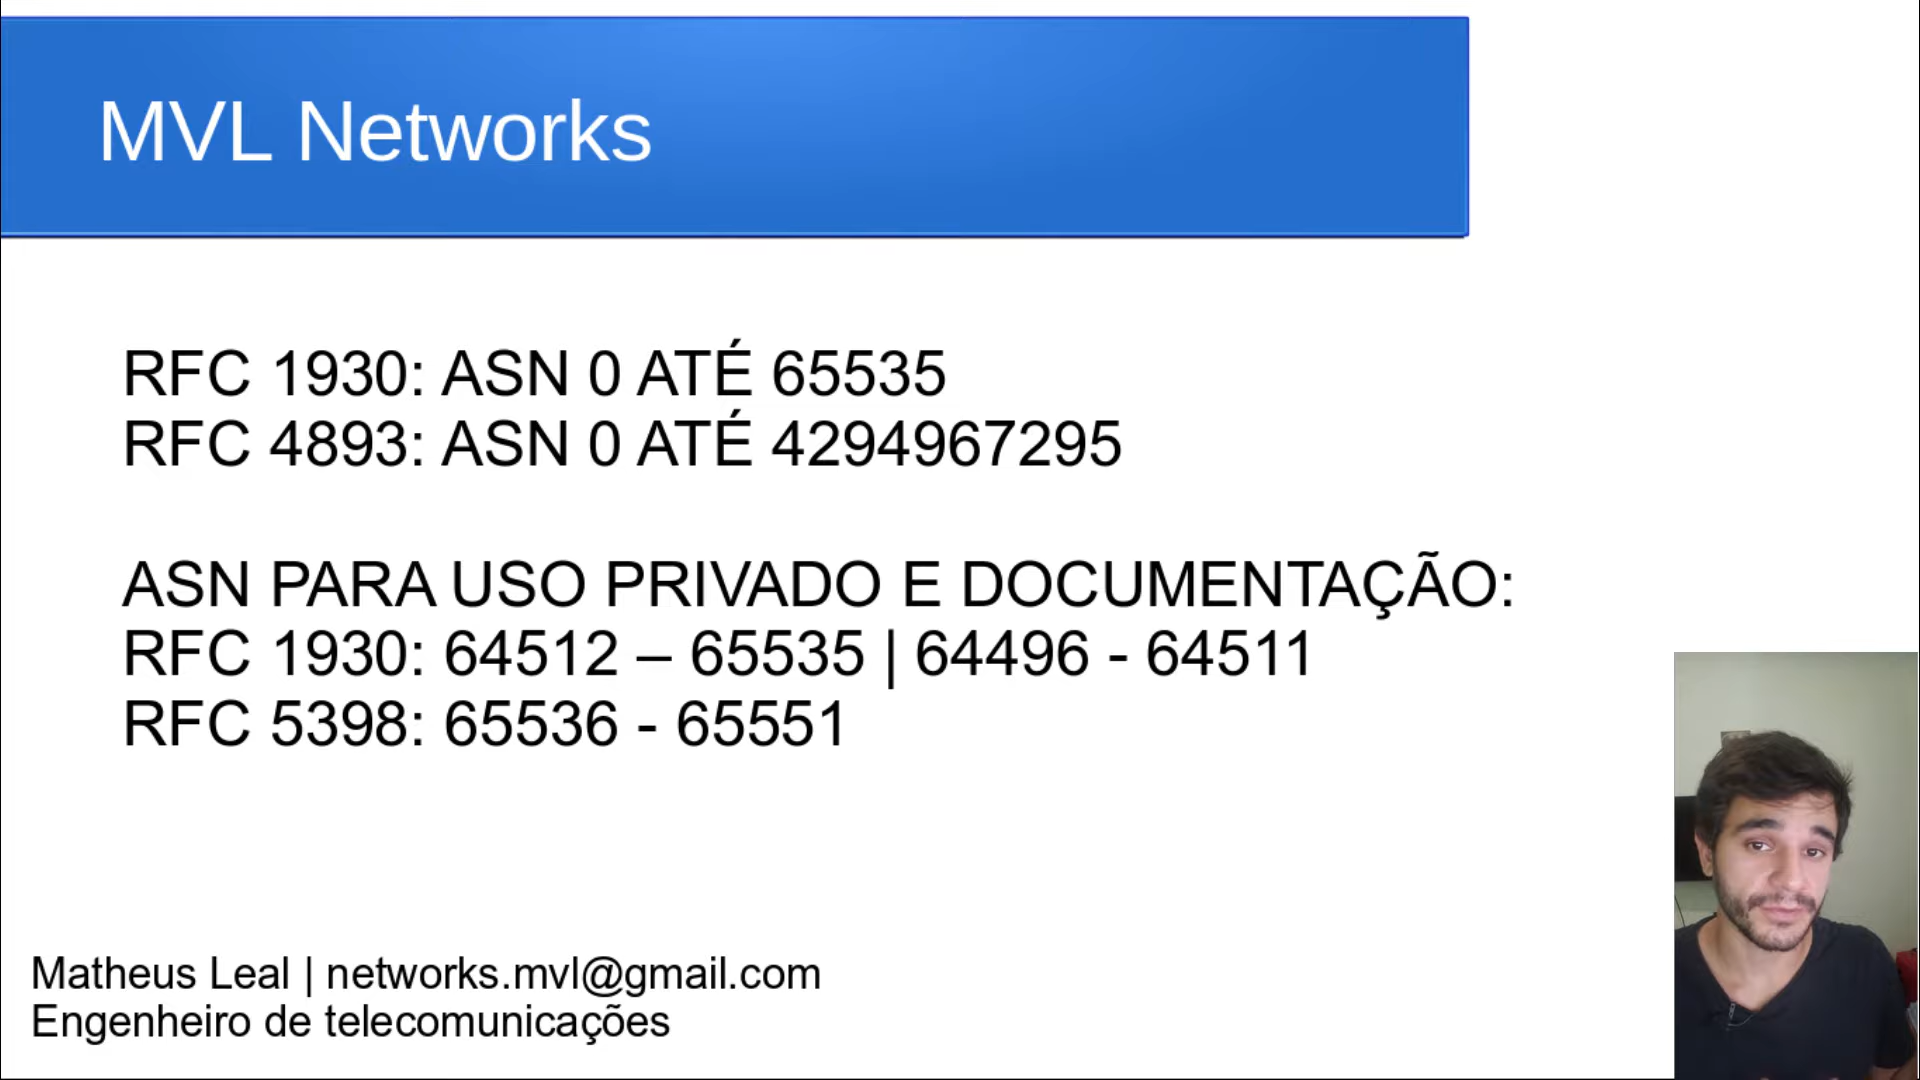 MVL Networks
RFC 1930: ASN 0 ATÉ 65535
RFC 4893: ASN 0 ATÉ 4294967295
ASN PARA USO PRIVADO E DOCUMENTAÇÃO:
RFC 1930: 64512 – 65535 | 64496 - 64511
RFC 5398: 65536 - 65551
Matheus Leal | networks.mvl@gmail.com
Engenheiro de telecomunicações